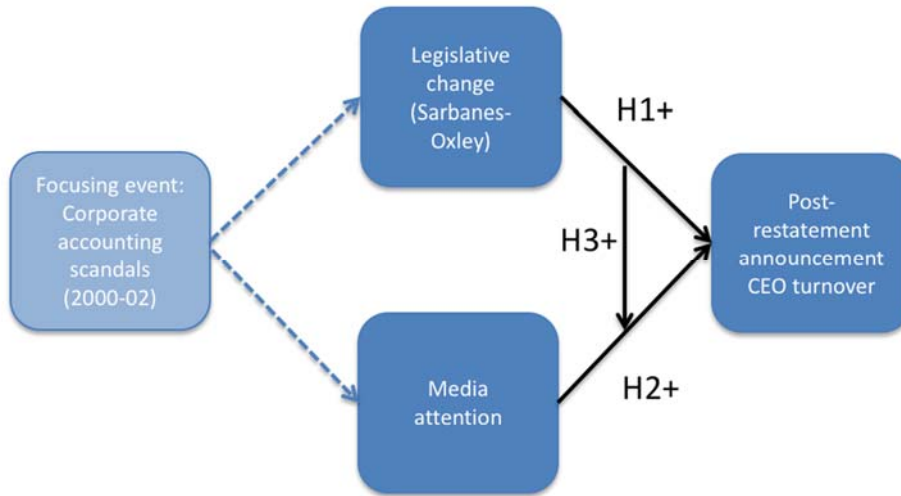 Focusing event:
Corporate
accounting
scandals
(2000-02)
Legislative
change
(Sarbanes-
Oxley)
Media
attention
H1+
H3+
H2+
Post-
restatement
announcement
CEO turnover